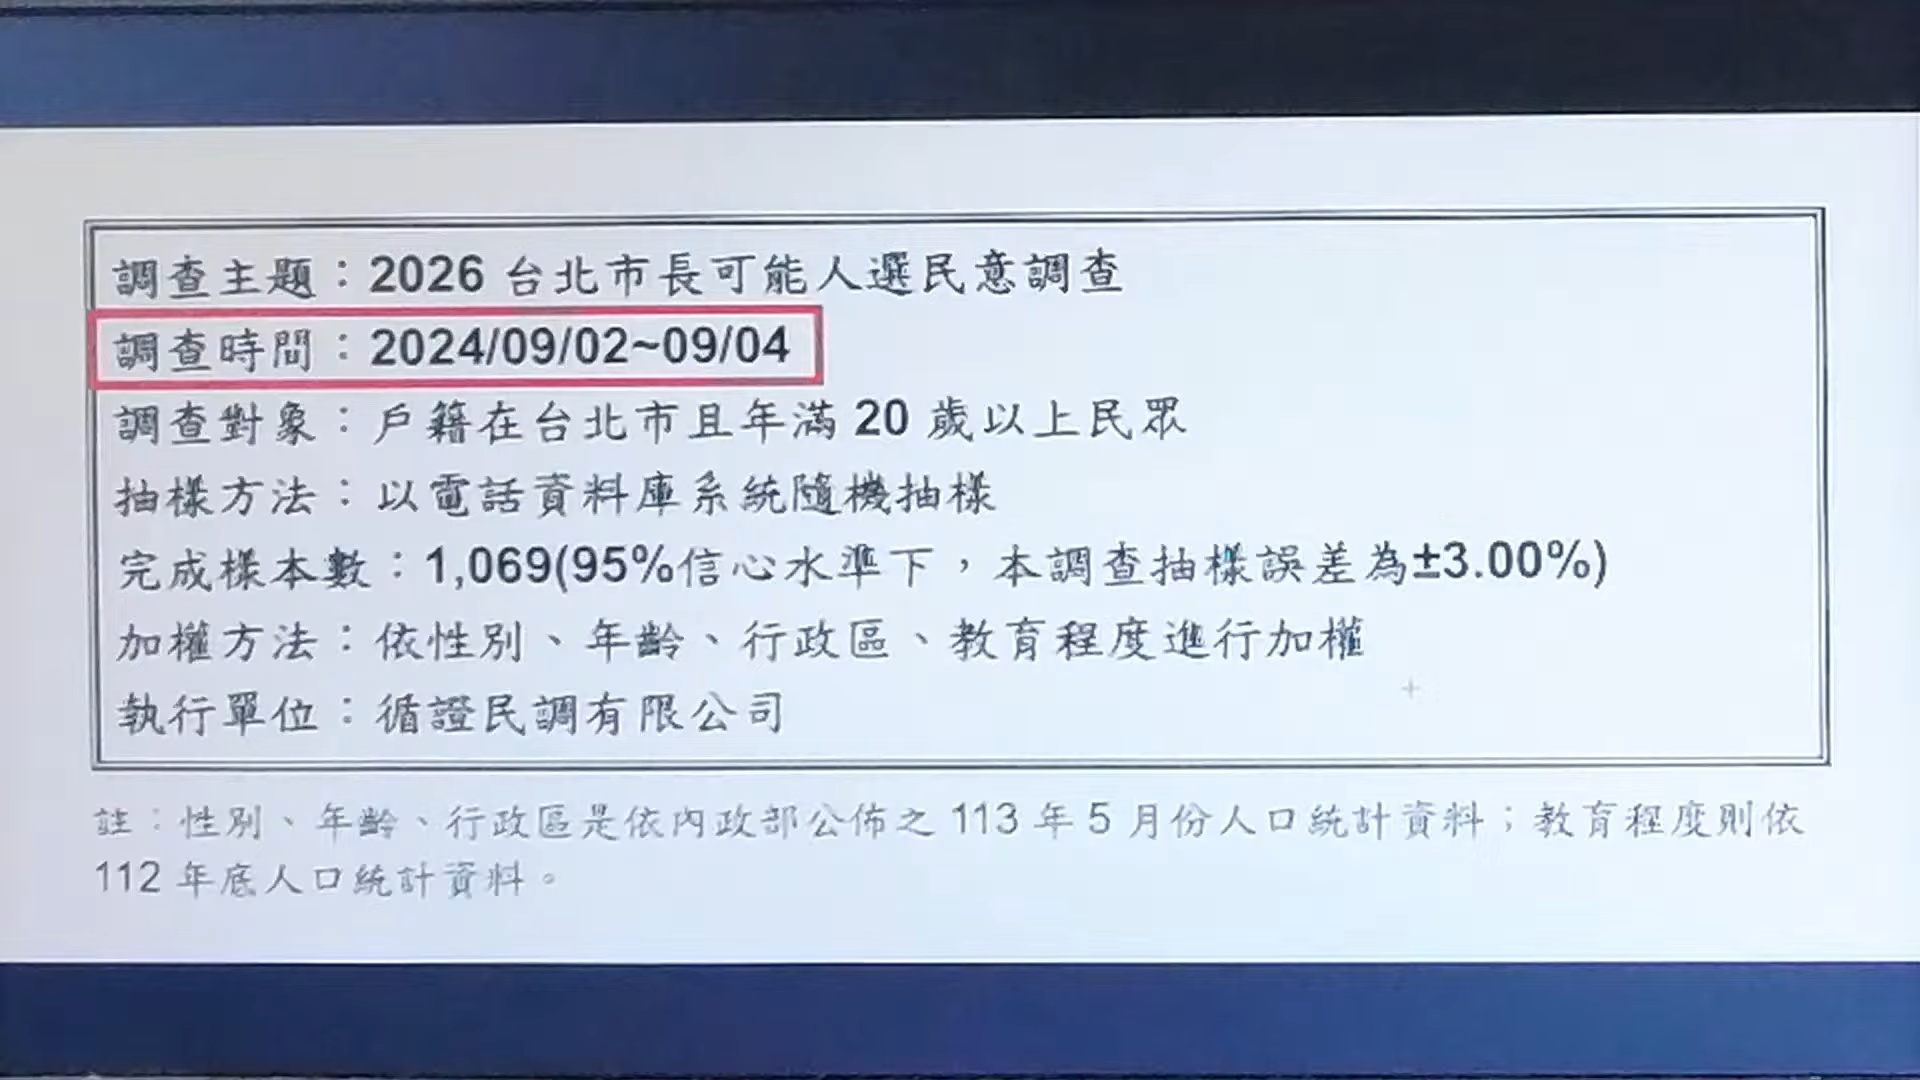 調查主題：2026 台北市長可能人選民意調查
調查時間：2024/09/02~09/04
調查對象：戶籍在台北市且年滿 20 歲以上民眾
抽樣方法：以電話資料庫系統隨機抽樣
完成樣本數：1,069(95%信心水準下，本調查抽樣誤差為±3.00%)
加權方法：依性別、年齡、行政區、教育程度進行加權
執行單位：循證民調有限公司
註：性別、年齡、行政區是依內政部公佈之 113 年 5 月份人口統計資料；教育程度則依
112 年底人口統計資料。